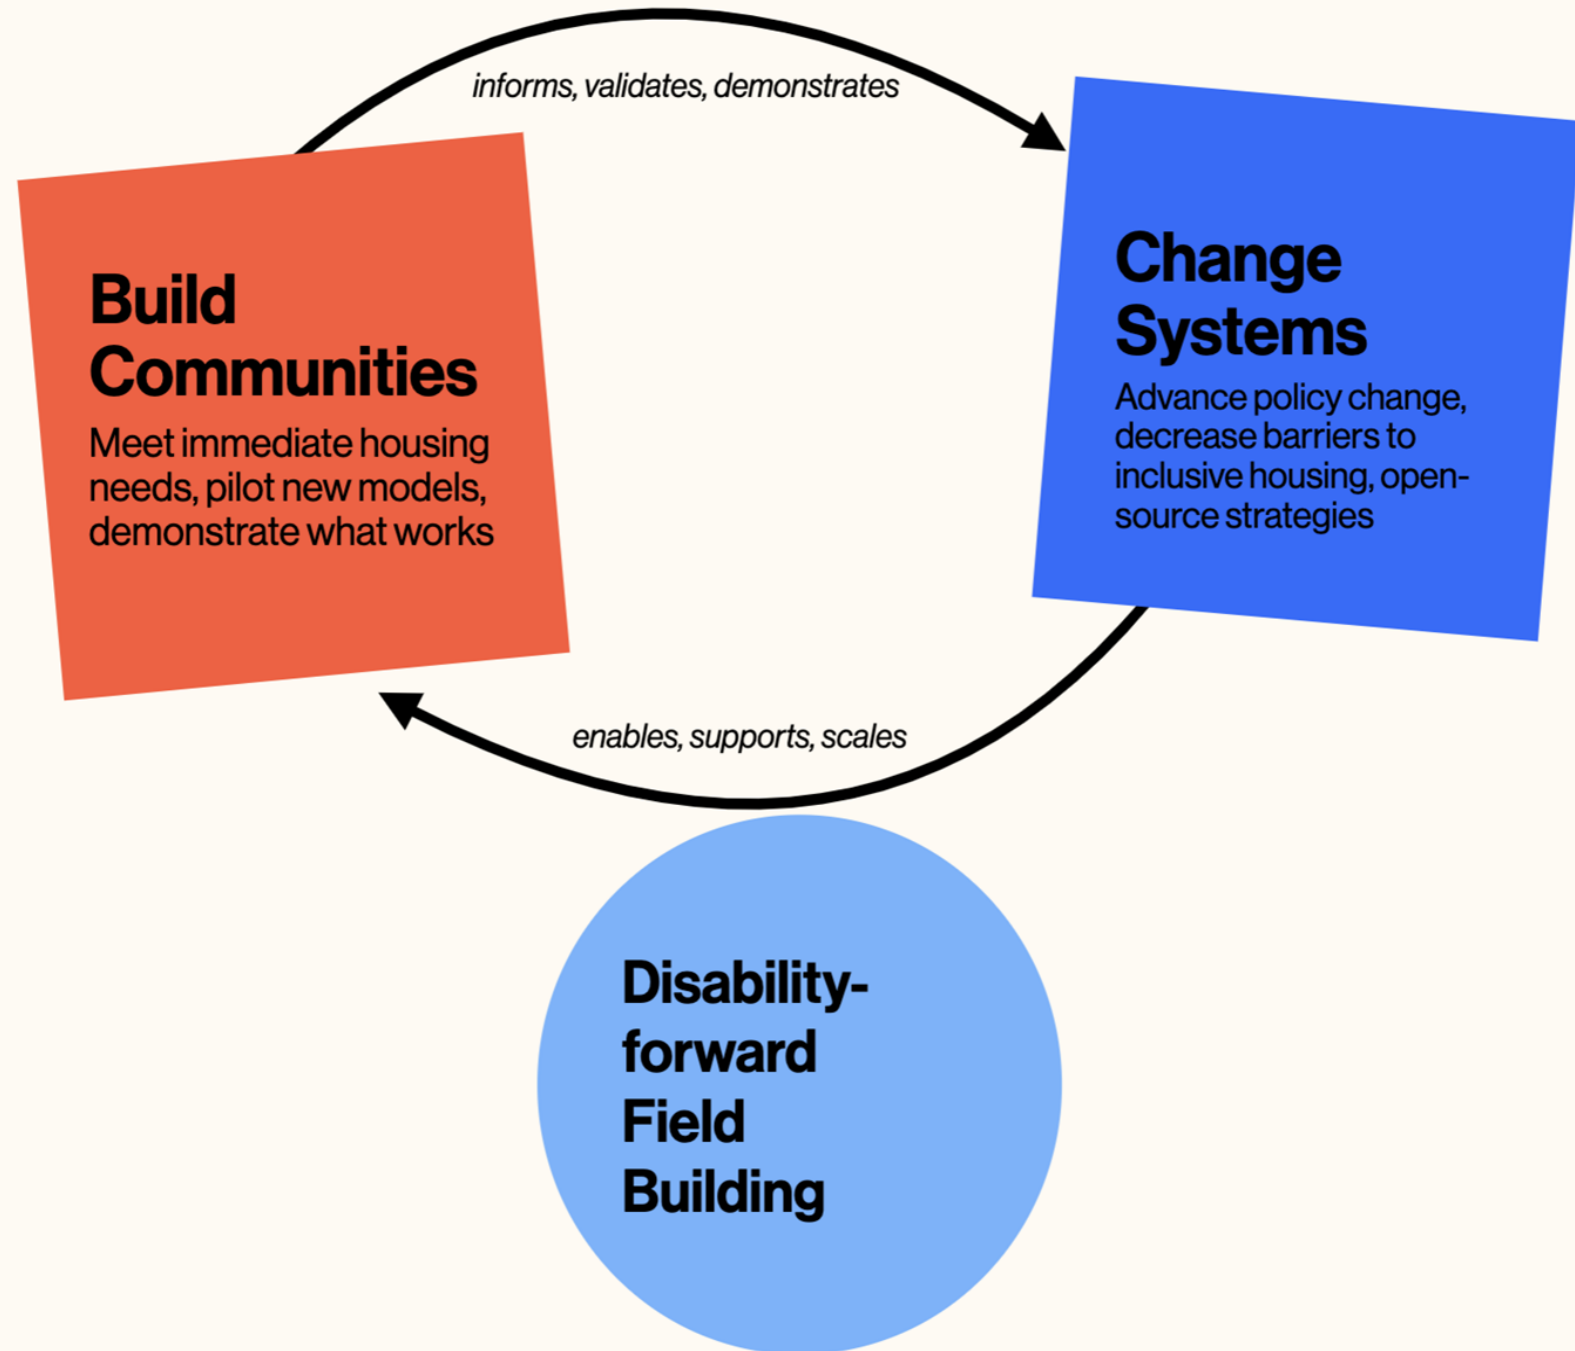 informs, validates, demonstrates
Build
Communities
Meet immediate housing
needs, pilot new models,
demonstrate what works
Change
Systems
Advance policy change,
decrease barriers to
inclusive housing, open-
source strategies
enables, supports, scales
Disability-
forward
Field
Building